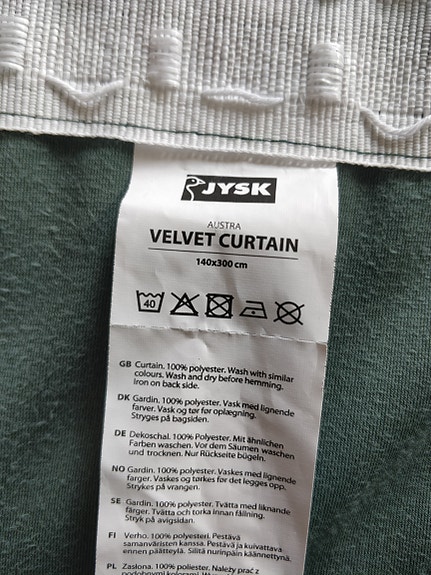 JYSK
AUSTRA
VELVET CURTAIN
140x300 cm
40
GB Curtain. 100% polyester. Wash with similar
colours. Wash and dry before hemming.
Iron on back side.
DK Gardin. 100% polyester. Vask med lignende
farver. Vask og tør før oplægning.
Stryges på bagsiden.
DE Dekoschal. 100% Polyester. Mit ähnlichen
Farben waschen. Vor dem Säumen waschen
und trocknen. Nur Rückseite bügeln.
NO Gardin. 100% polyester. Vaskes med lignende
farger. Vaskes og tørkes før det legges opp.
Strykes på vrangen.
SE Gardin. 100% polyester. Tvätta med liknande
färger. Tvätta och torka innan fållning.
Stryk på avigsidan.
FI Verho. 100% polyesteri. Pestävä
samanväristen kanssa. Pestävä ja kuivattava
ennen päättelyä. Silitä nurinpäin käännettynä.
PL Zasłona. 100% poliester. Należy prać z
podobnymi kolorami. Wyprać